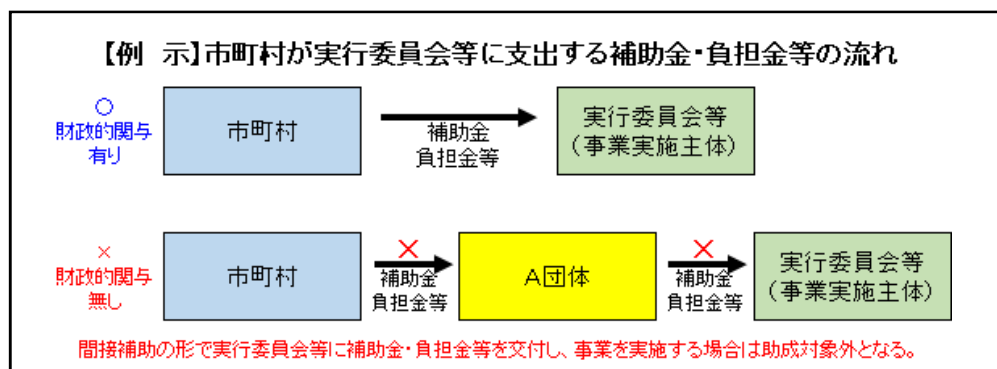 【例　示】市町村が実行委員会等に支出する補助金・負担金等の流れ
○
財政的関与
有り
市町村
補助金
負担金等
実行委員会等
（事業実施主体）
×
財政的関与
無し
市町村
×
補助金
負担金等
A団体
×
補助金
負担金等
実行委員会等
（事業実施主体）
間接補助の形で実行委員会等に補助金・負担金等を交付し、事業を実施する場合は助成対象外となる。